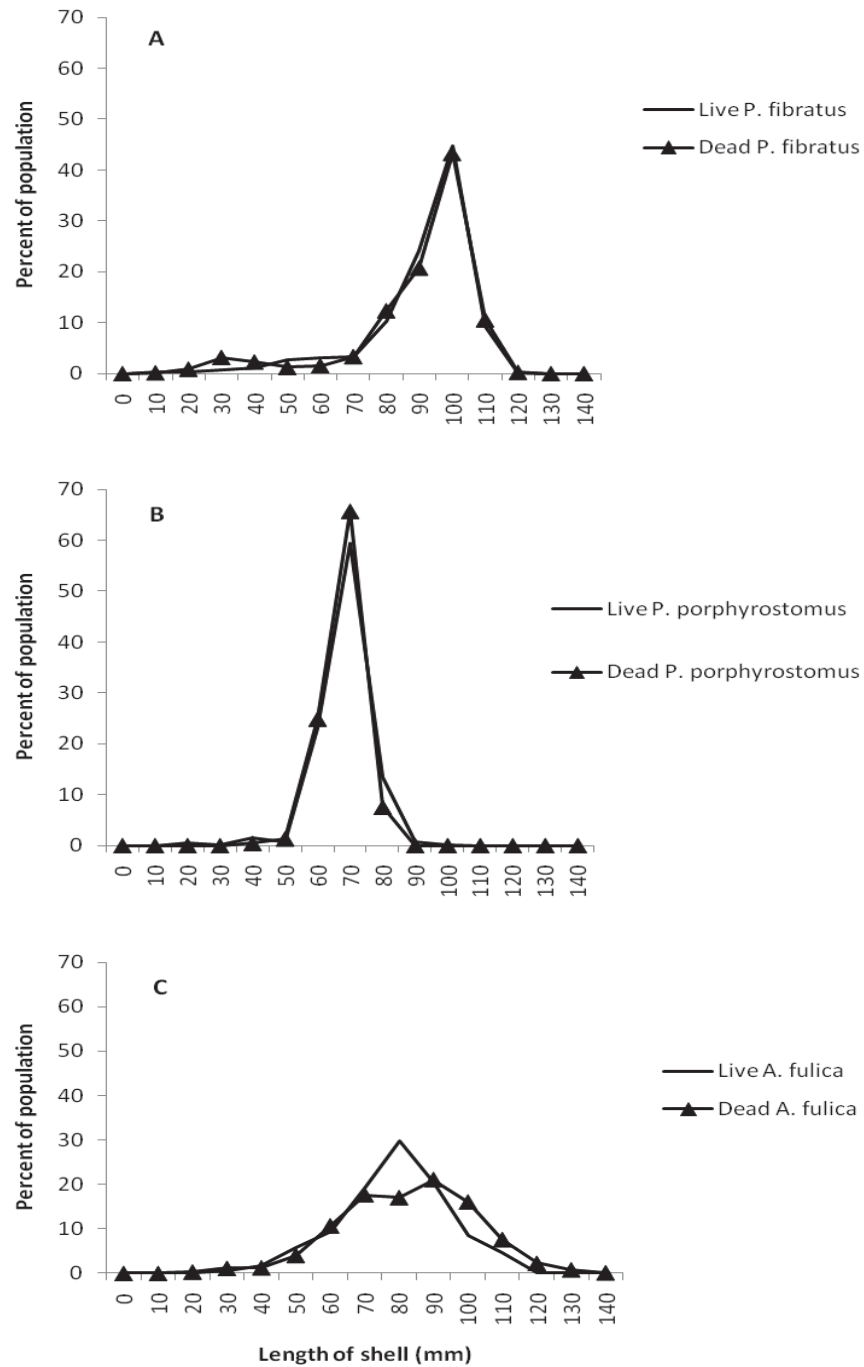 A
Percent of population
70
60
50
40
30
20
10
0
0 10 20 30 40 50 60 70 80 90 100 110 120 130 140
Live P. fibratus
Dead P. fibratus
B
Percent of population
70
60
50
40
30
20
10
0
0 10 20 30 40 50 60 70 80 90 100 110 120 130 140
Live P. porphyrostomus
Dead P. porphyrostomus
C
Percent of population
70
60
50
40
30
20
10
0
0 10 20 30 40 50 60 70 80 90 100 110 120 130 140
Live A. fulica
Dead A. fulica
Length of shell (mm)